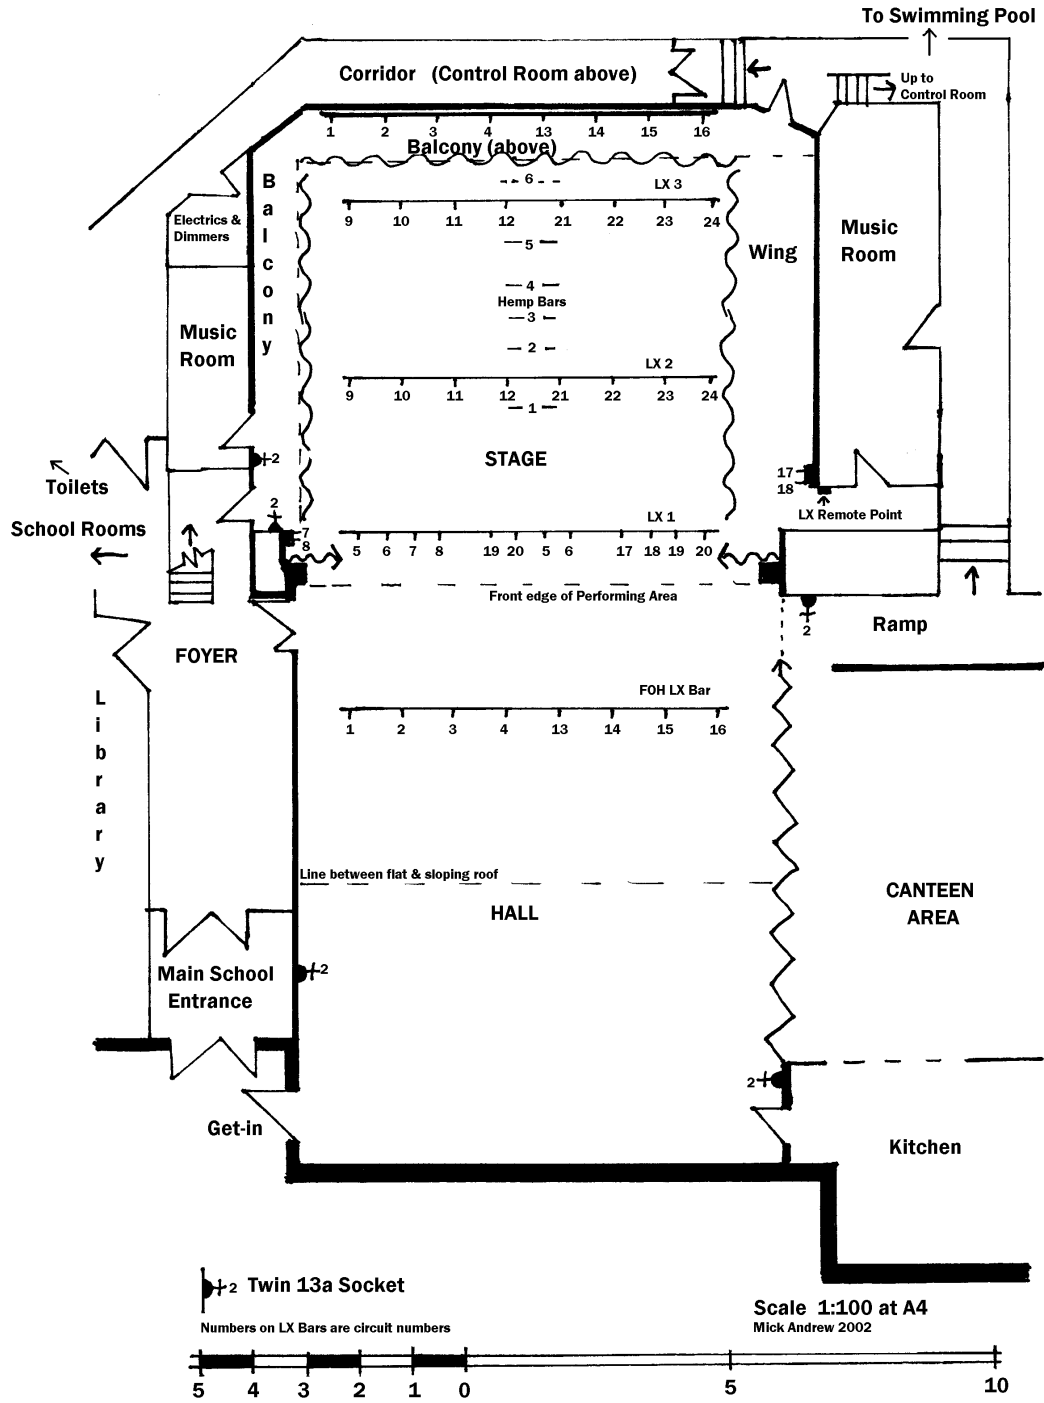 To Swimming Pool
Corridor (Control Room above)
Up to
Control Room
1 2 3 4 13 14 15 16
Balcony (above)
Balcony
6
LX 3
9 10 11 12 21 22 23 24
Electrics &
Dimmers
5
Wing
Music
Room
4
Hemp Bars
3
Music
Room
2
LX 2
9 10 11 12 21 22 23 24
1
STAGE
2
17
18
Toilets
2
LX 1
LX Remote Point
School Rooms
7
8
5 6 7 8 19 20 5 6 17 18 19 20
Front edge of Performing Area
2
Ramp
FOYER
Library
FOH LX Bar
1 2 3 4 13 14 15 16
Line between flat & sloping roof
HALL
CANTEEN
AREA
Main School
Entrance
2
2
Get-in
Kitchen
2 Twin 13a Socket
Numbers on LX Bars are circuit numbers
Scale 1:100 at A4
Mick Andrew 2002
5 4 3 2 1 0 5 10